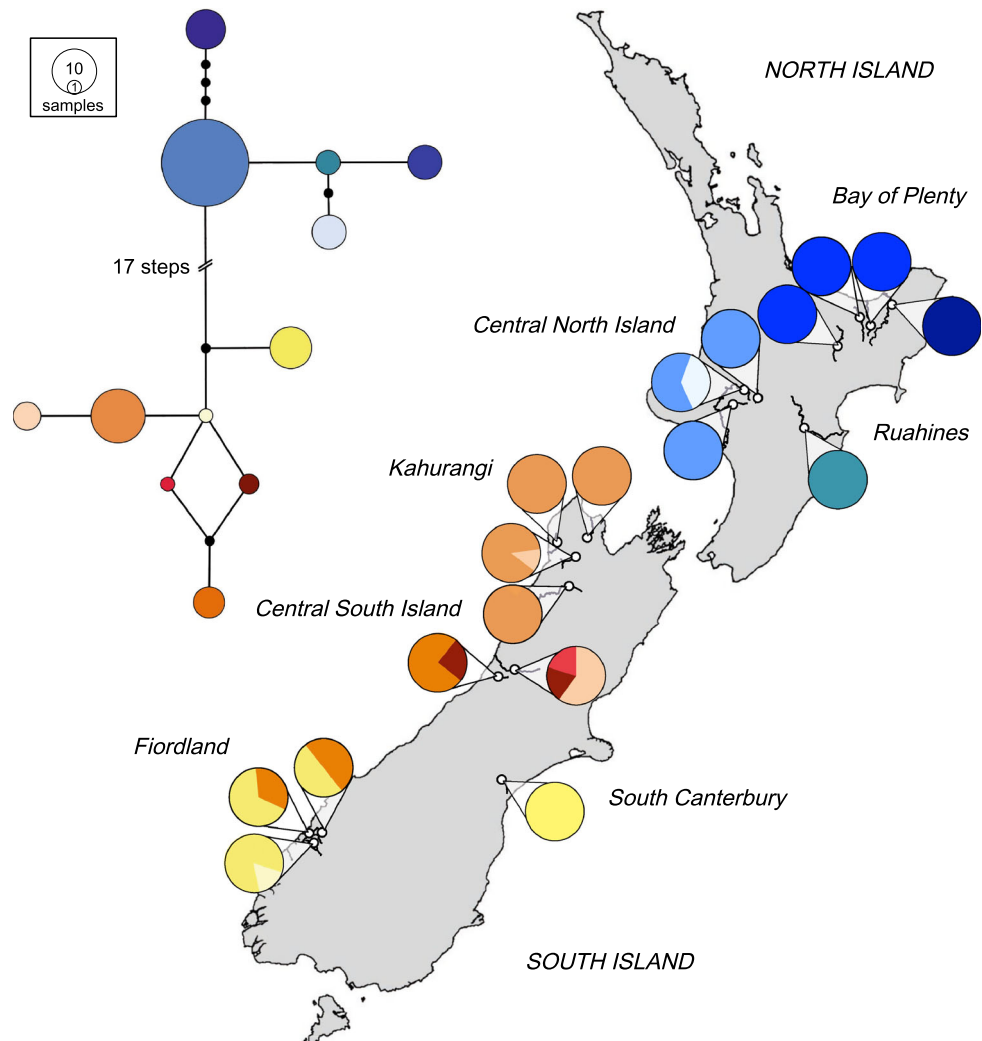 10
1
samples
17 steps
NORTH ISLAND
Bay of Plenty
Central North Island
Ruahines
Kahurangi
Central South Island
Fiordland
South Canterbury
SOUTH ISLAND